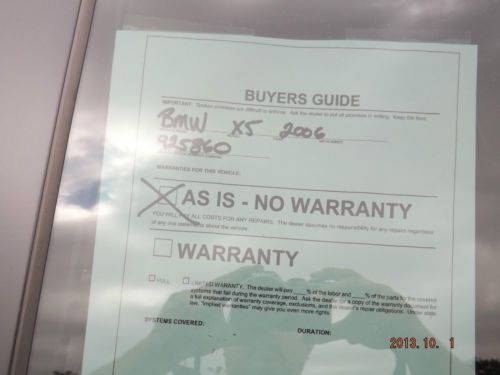 BUYERS GUIDE
IMPORTANT: Spoken promises are difficult to enforce. Ask the dealer to put all promises in writing. Keep this form.
BMW X5 2006
925860
WARRANTIES FOR THIS VEHICLE:
AS IS - NO WARRANTY
YOU WILL PAY ALL COSTS FOR ANY REPAIRS. The dealer assumes no responsibility for any repairs regardless
of any oral statements about the vehicle.
WARRANTY
FULL LIMITED WARRANTY. The dealer will pay ___% of the labor and ___% of the parts for the covered
systems that fail during the warranty period. Ask the dealer for a copy of the warranty document for
a full explanation of warranty coverage, exclusions, and the dealer's repair obligations. Under state
law, "implied warranties" may give you even more rights.
SYSTEMS COVERED: DURATION:
2013.10. 1